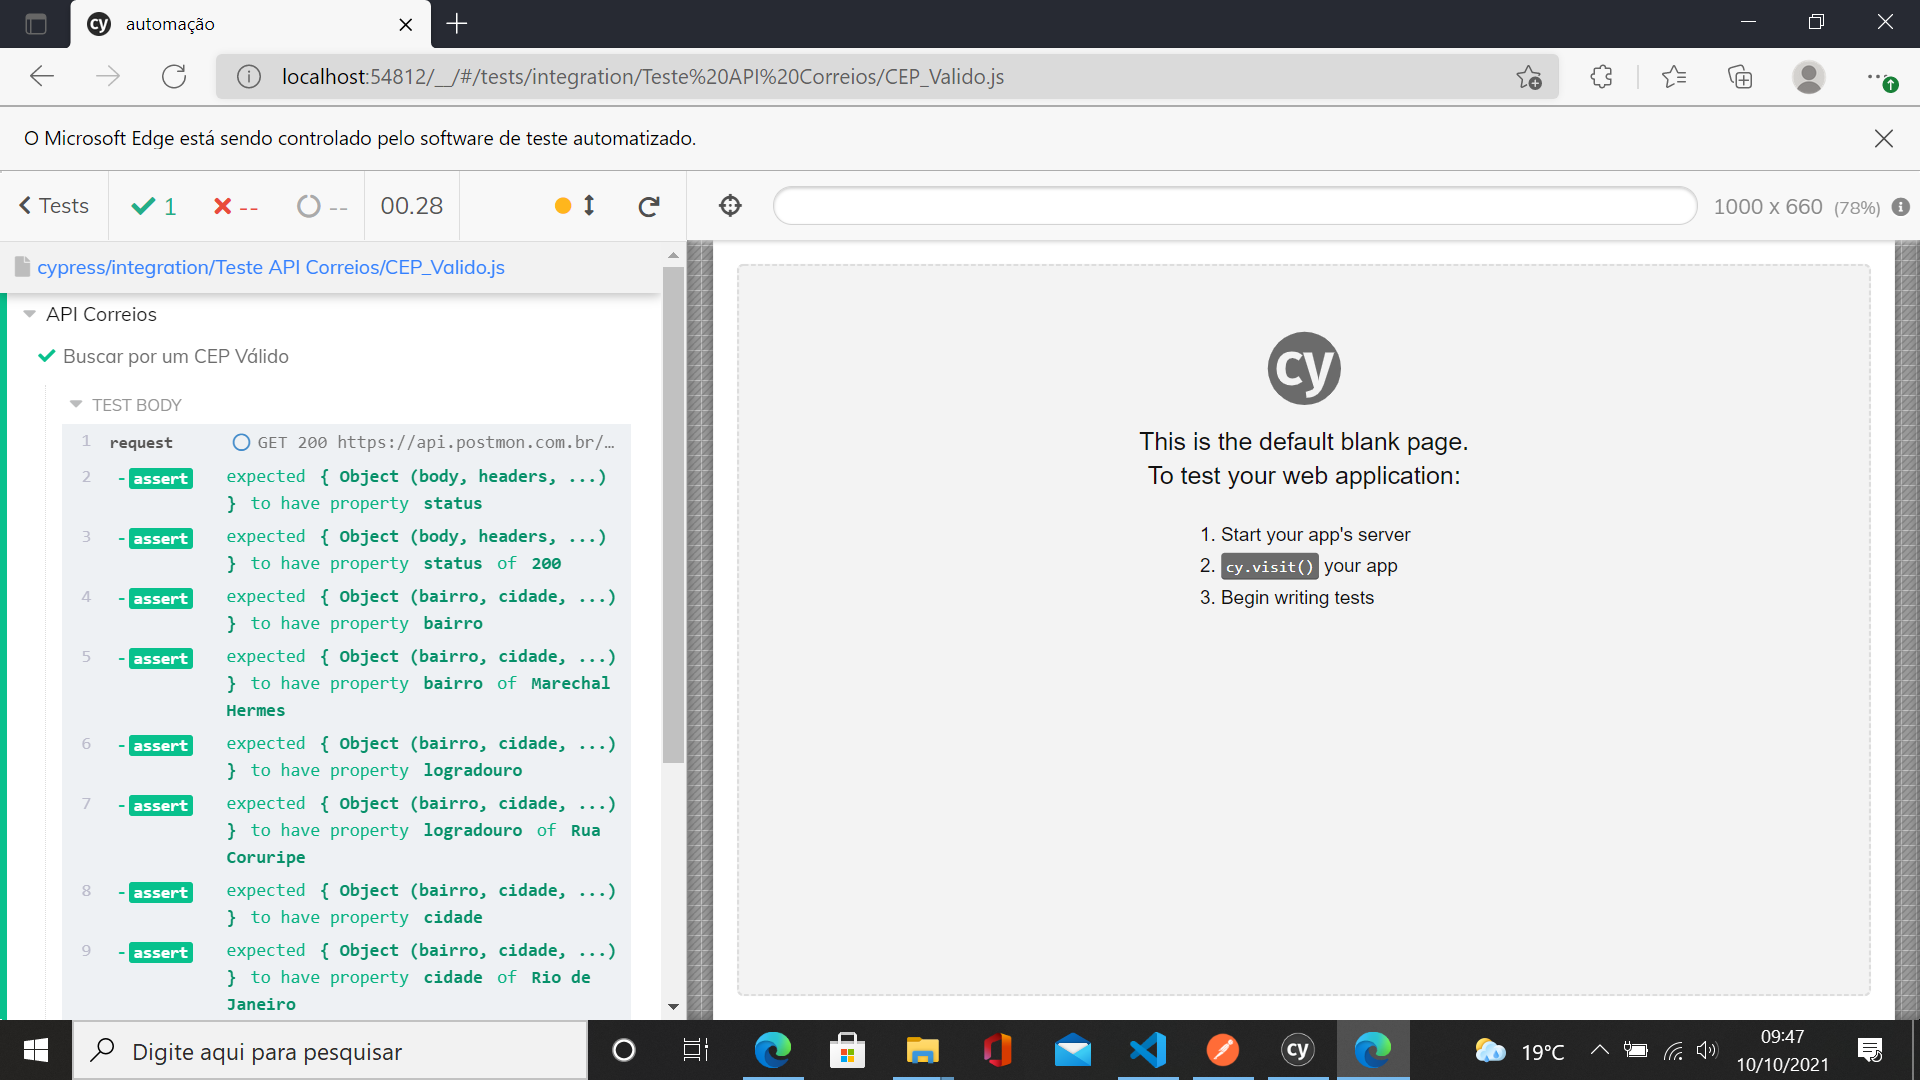 cy automação
localhost:54812/__/#/tests/integration/Teste%20API%20Correios/CEP_Valido.js
O Microsoft Edge está sendo controlado pelo software de teste automatizado.
Tests 1 -- -- 00.28
1000 x 660 (78%)
cypress/integration/Teste API Correios/CEP_Valido.js
API Correios
Buscar por um CEP Válido
TEST BODY
1 request GET 200 https://api.postmon.com.br/…
2 -assert expected { Object (body, headers, ...)
} to have property status
3 -assert expected { Object (body, headers, ...)
} to have property status of 200
4 -assert expected { Object (bairro, cidade, ...)
} to have property bairro
5 -assert expected { Object (bairro, cidade, ...)
} to have property bairro of Marechal
Hermes
6 -assert expected { Object (bairro, cidade, ...)
} to have property logradouro
7 -assert expected { Object (bairro, cidade, ...)
} to have property logradouro of Rua
Coruripe
8 -assert expected { Object (bairro, cidade, ...)
} to have property cidade
9 -assert expected { Object (bairro, cidade, ...)
} to have property cidade of Rio de
Janeiro
cy
This is the default blank page.
To test your web application:
1. Start your app's server
2. cy.visit() your app
3. Begin writing tests
Digite aqui para pesquisar
cy
19°C
09:47
10/10/2021